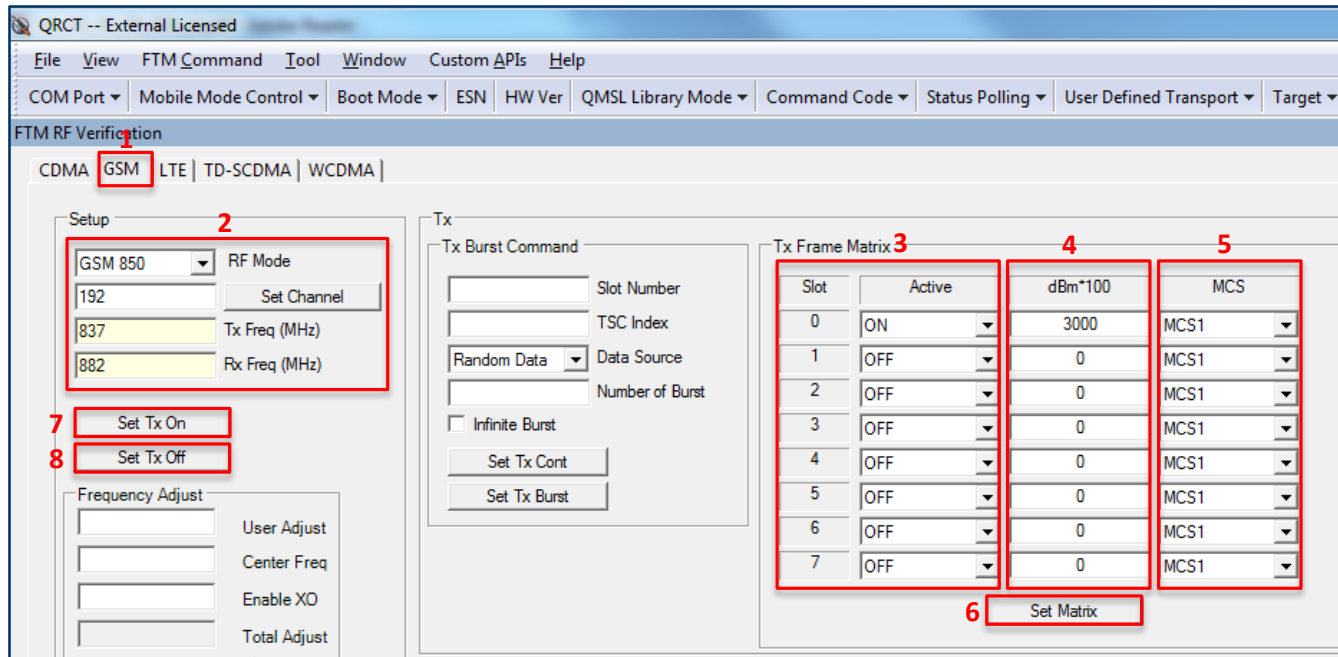 QRCT -- External Licensed
File View FTM Command Tool Window Custom APIs Help
COM Port Mobile Mode Control Boot Mode ESN HW Ver QMSL Library Mode Command Code Status Polling User Defined Transport Target
FTM RF Verification
1
CDMA GSM LTE TD-SCDMA WCDMA
Setup
2
GSM 850 RF Mode
192 Set Channel
837 Tx Freq (MHz)
882 Rx Freq (MHz)
7 Set Tx On
8 Set Tx Off
Frequency Adjust
User Adjust
Center Freq
Enable XO
Total Adjust
Tx
Tx Burst Command
Slot Number
TSC Index
Random Data Data Source
Number of Burst
Infinite Burst
Set Tx Cont
Set Tx Burst
Tx Frame Matrix 3 4 5
Slot Active dBm*100 MCS
0 ON 3000 MCS1
1 OFF 0 MCS1
2 OFF 0 MCS1
3 OFF 0 MCS1
4 OFF 0 MCS1
5 OFF 0 MCS1
6 OFF 0 MCS1
7 OFF 0 MCS1
6 Set Matrix